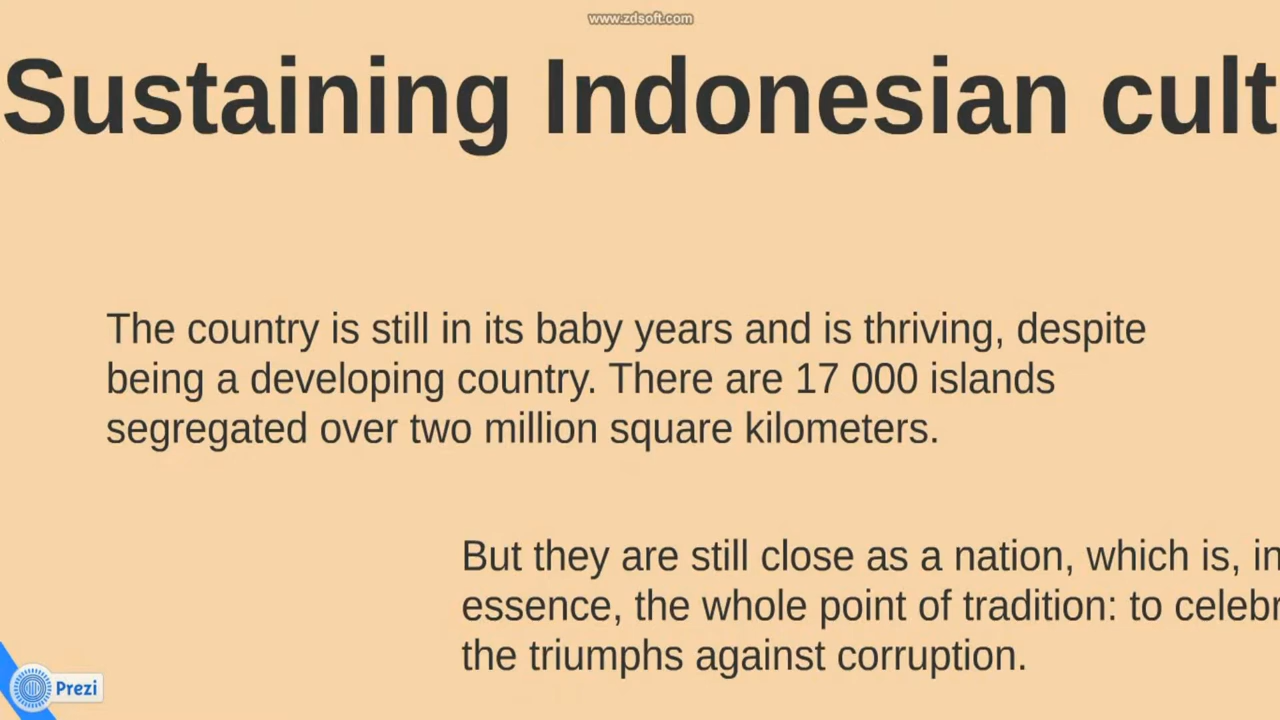 www.zdsoft.com
Sustaining Indonesian cult
The country is still in its baby years and is thriving, despite
being a developing country. There are 17 000 islands
segregated over two million square kilometers.
But they are still close as a nation, which is, in
essence, the whole point of tradition: to celebr
the triumphs against corruption.
Prezi